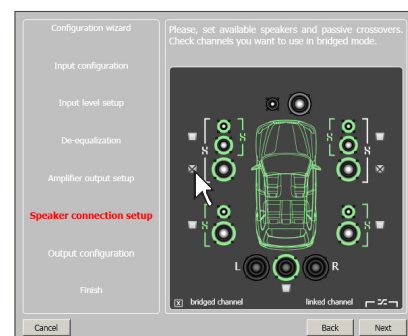 Configuration wizard
Please, set available speakers and passive crossovers.
Check channels you want to use in bridged mode.
Input configuration
Input level setup
De-equalization
Amplifier output setup
Speaker connection setup
Output configuration
Finish
L
R
bridged channel
linked channel
Cancel
Back
Next